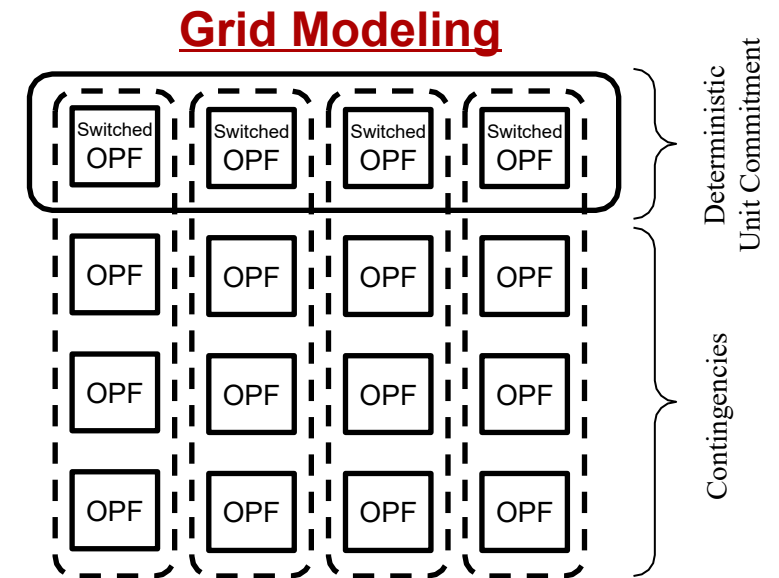 Grid Modeling
Switched Switched Switched Switched
OPF OPF OPF OPF
OPF OPF OPF OPF
OPF OPF OPF OPF
OPF OPF OPF OPF
Deterministic
Unit Commitment
Contingencies